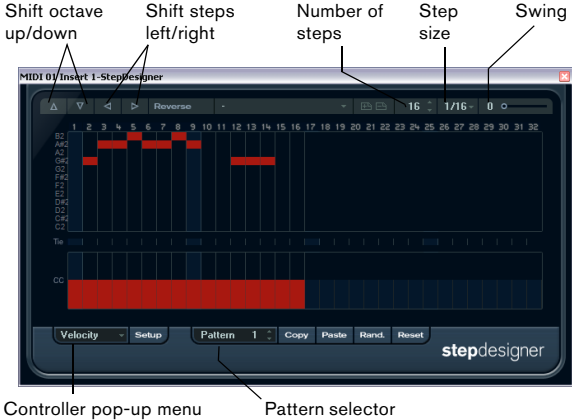 Shift octave up/down
Shift steps left/right
Number of steps
Step size
Swing
MIDI 01 Insert 1-StepDesigner
Reverse - 16 1/16 0
1 2 3 4 5 6 7 8 9 10 11 12 13 14 15 16 17 18 19 20 21 22 23 24 25 26 27 28 29 30 31 32
B2
A#2
A2
G#2
G2
F#2
F2
E2
D#2
D2
C#2
C2
Tie
CC
Velocity Setup Pattern 1 Copy Paste Rand. Reset
stepdesigner
Controller pop-up menu
Pattern selector